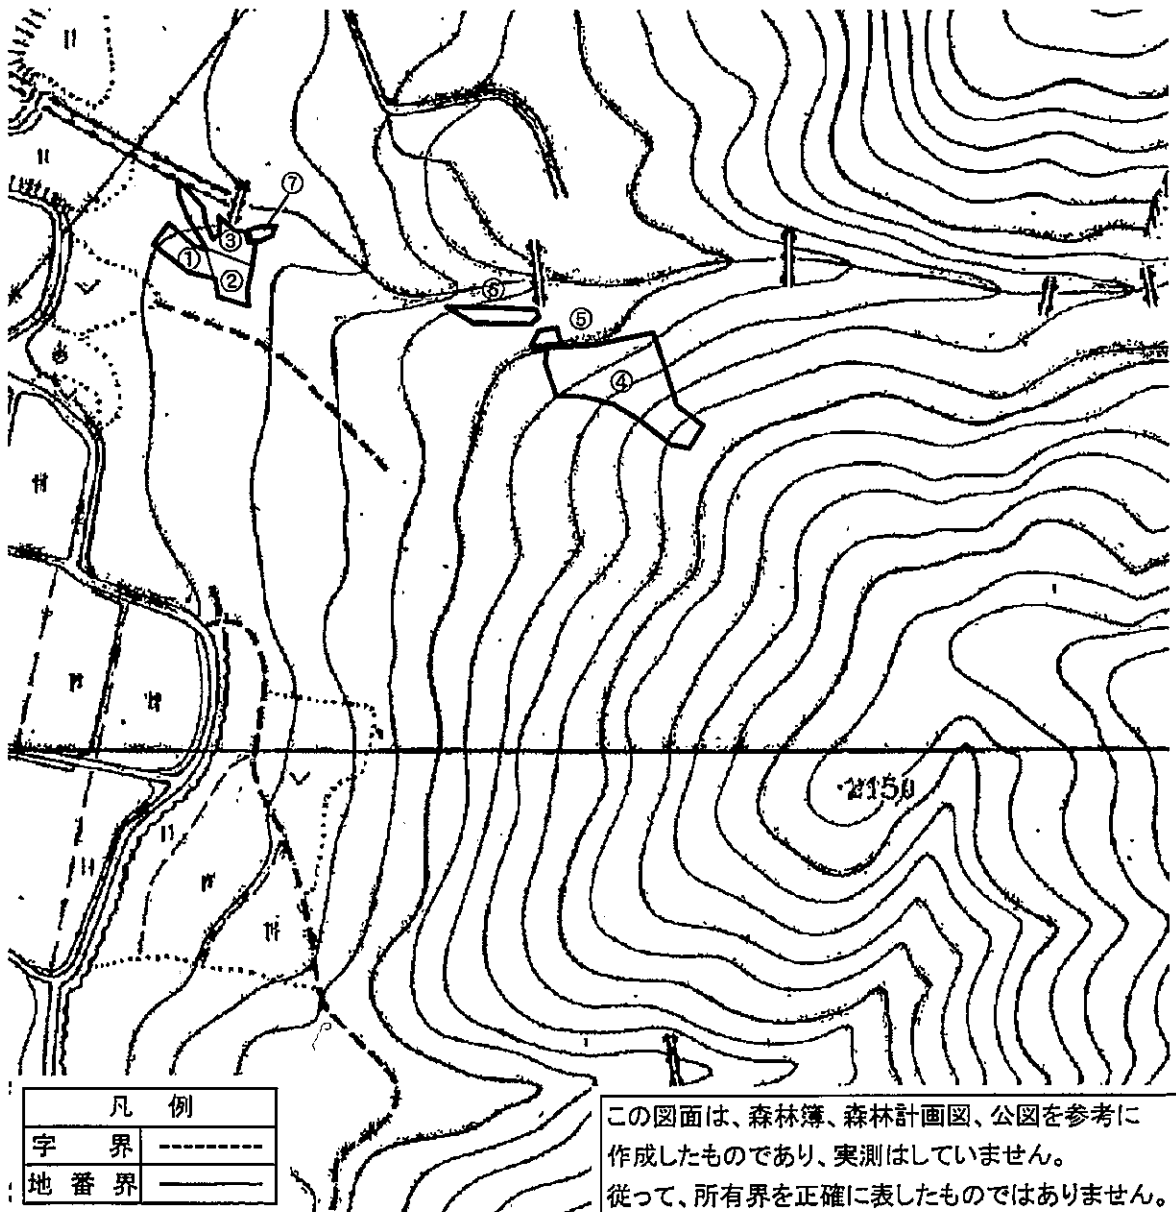 ⑦
③
①
②
⑥
⑤
④
凡 例
字 界
地 番 界
この図面は、森林簿、森林計画図、公図を参考に
作成したものであり、実測はしていません。
従って、所有界を正確に表したものではありません。